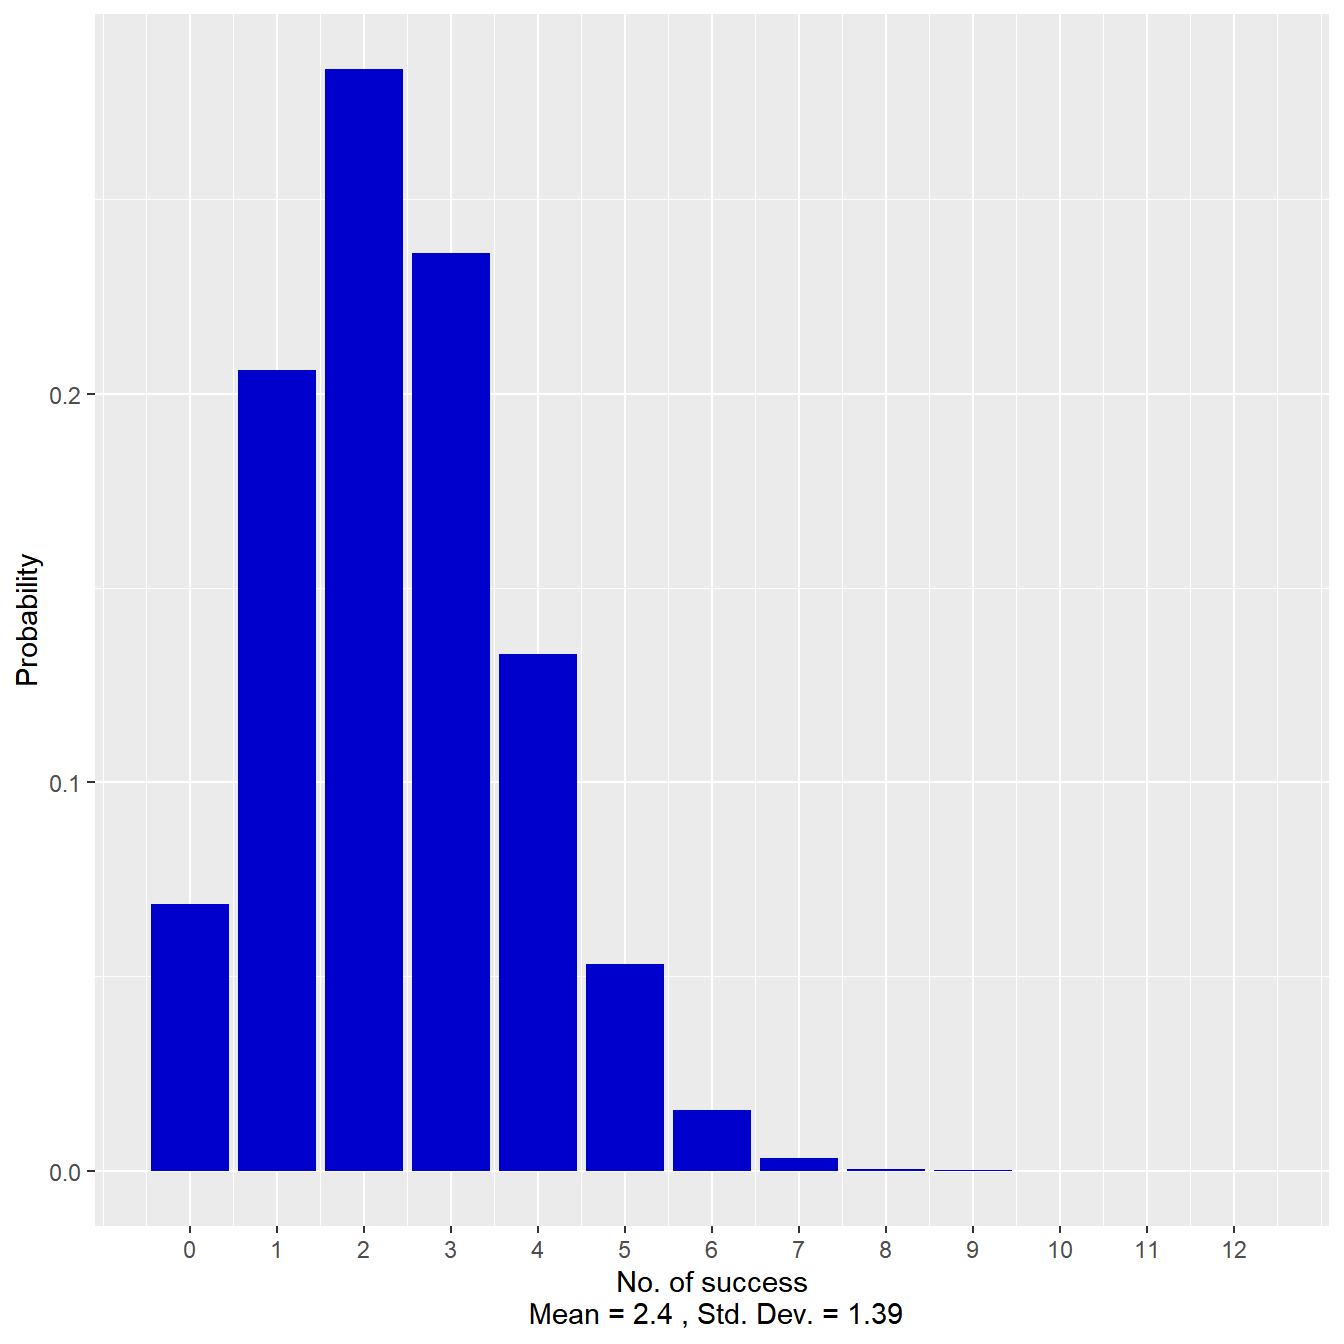 0.2
0.1
0.0
Probability
0 1 2 3 4 5 6 7 8 9 10 11 12
No. of success
Mean = 2.4 , Std. Dev. = 1.39